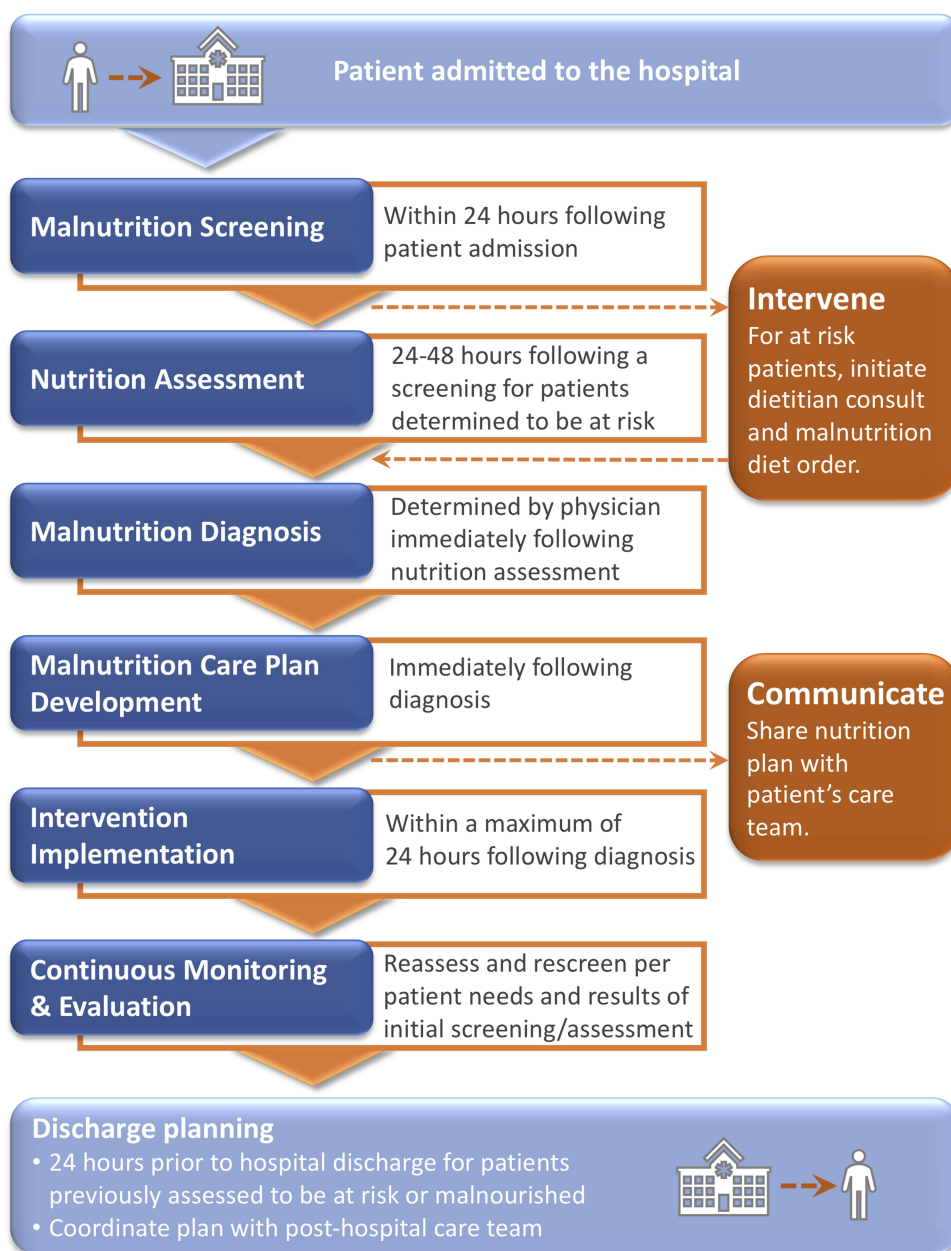 Patient admitted to the hospital
Malnutrition Screening
Within 24 hours following
patient admission
Intervene
For at risk
patients, initiate
dietitian consult
and malnutrition
diet order.
Nutrition Assessment
24-48 hours following a
screening for patients
determined to be at risk
Malnutrition Diagnosis
Determined by physician
immediately following
nutrition assessment
Malnutrition Care Plan
Development
Immediately following
diagnosis
Communicate
Share nutrition
plan with
patient’s care
team.
Intervention
Implementation
Within a maximum of
24 hours following diagnosis
Continuous Monitoring
& Evaluation
Reassess and rescreen per
patient needs and results of
initial screening/assessment
Discharge planning
• 24 hours prior to hospital discharge for patients
previously assessed to be at risk or malnourished
• Coordinate plan with post-hospital care team